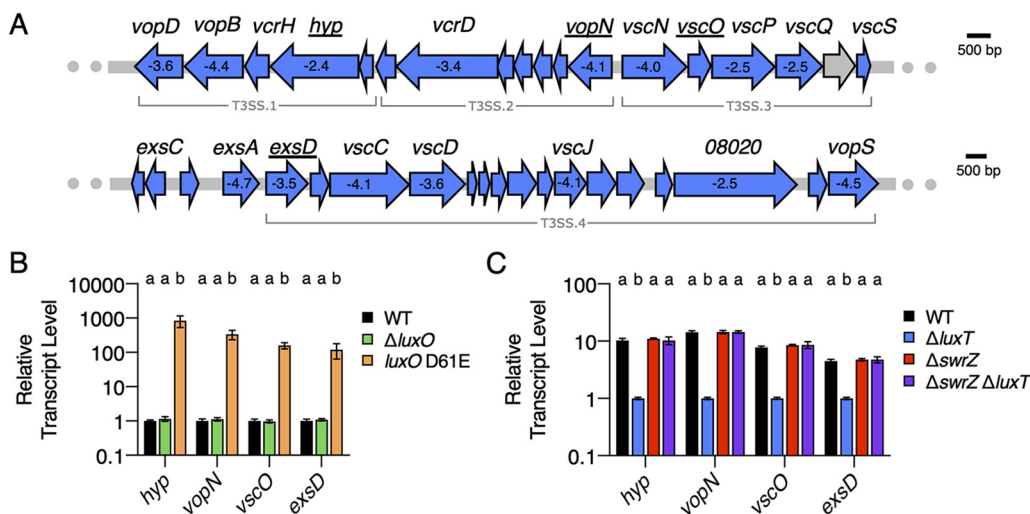 A
vopD vopB vcrH hyp vcrD vopN vscN vscO vscP vscQ vscS
500 bp
-3.6 -4.4 -2.4 -3.4 -4.1 -4.0 -2.5 -2.5
T3SS.1 T3SS.2 T3SS.3
exsC exsA exsD vscC vscD vscJ 08020 vopS
500 bp
-4.7 -3.5 -4.1 -3.6 -4.1 -2.5 -4.5
T3SS.4
B
Relative
Transcript Level
10000
1000
100
10
1
0.1
a a b a a b a a b a a b
WT
ΔluxO
luxO D61E
hyp vopN vscO exsD
C
Relative
Transcript Level
100
10
1
0.1
a b a a a b a a a b a a a b a a
WT
ΔluxT
ΔswrZ
ΔswrZ ΔluxT
hyp vopN vscO exsD